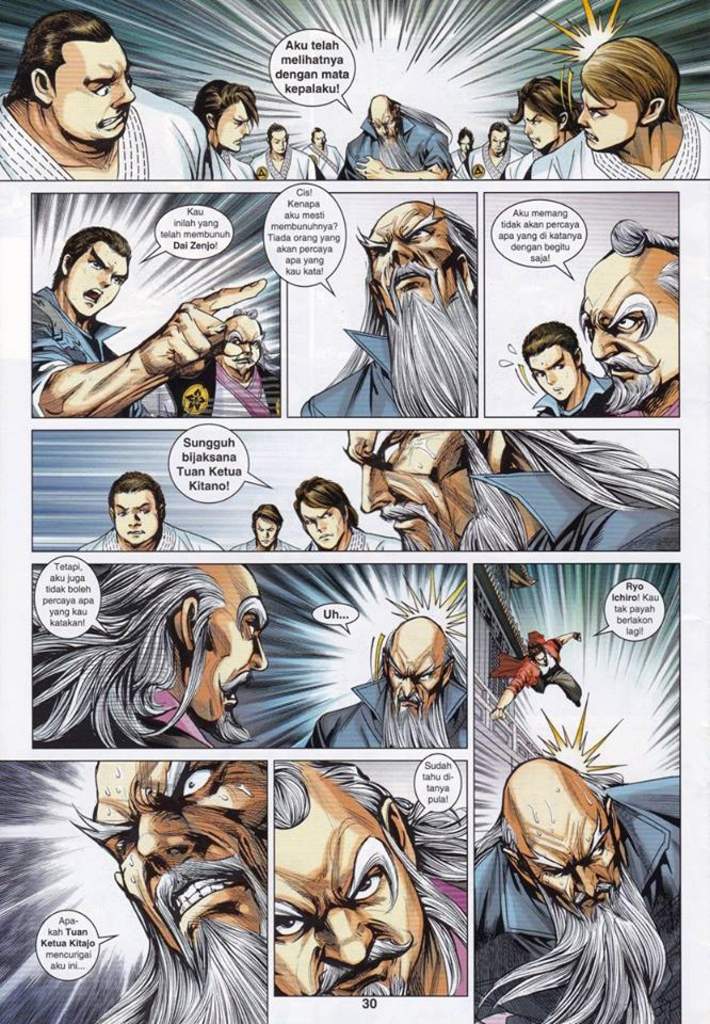 Aku telah
melihatnya
dengan mata
kepalaku!
Kau
inilah yang
telah membunuh
Dai Zenjo!
Cis!
Kenapa
aku mesti
membunuhnya?
Tiada orang yang
akan percaya
apa yang
kau kata!
Aku memang
tidak akan percaya
apa yang di katanya
dengan begitu
saja!
Sungguh
bijaksana
Tuan Ketua
Kitano!
Tetapi,
aku juga
tidak boleh
percaya apa
yang kau
katakan!
Uh...
Ryo
Ichiro! Kau
tak payah
berlakon
lagi!
Apa-
kah Tuan
Ketua Kitajo
mencurigai
aku ini...
Sudah
tahu di-
tanya
pula!
30